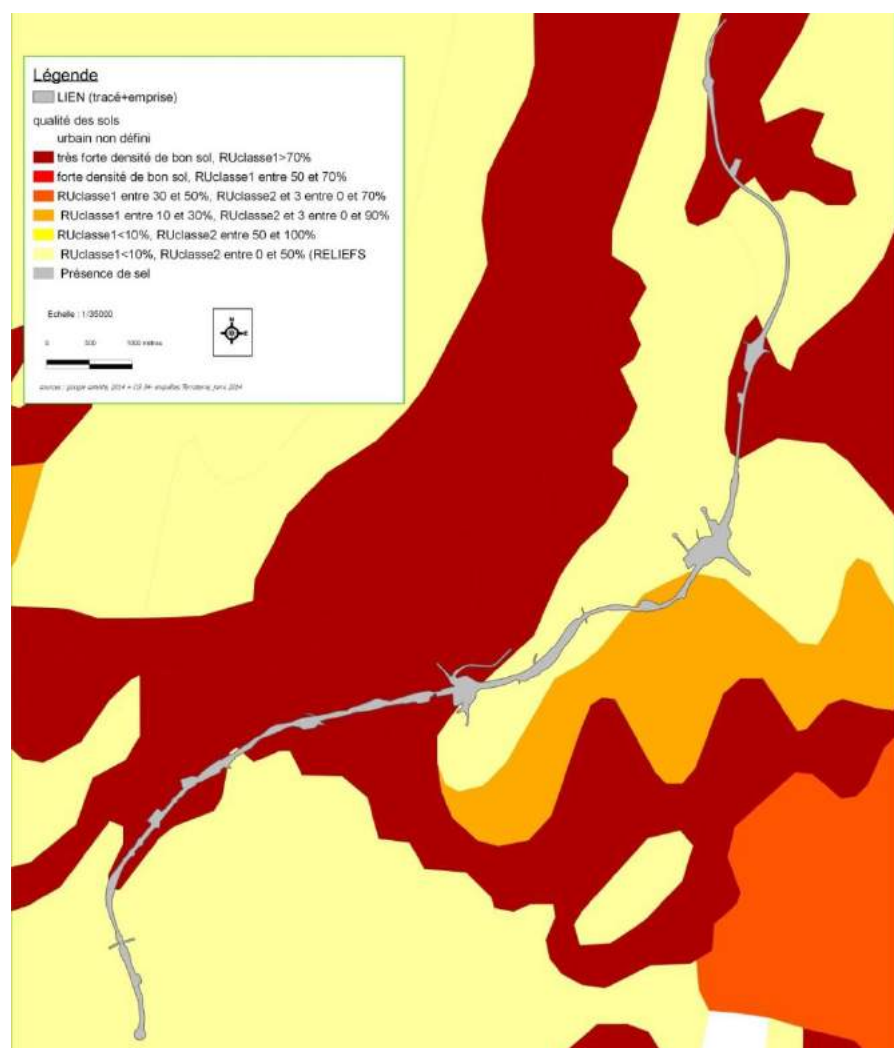 Légende
LIEN (tracé+emprise)
qualité des sols
urbain non défini
très forte densité de bon sol, RUclasse1>70%
forte densité de bon sol, RUclasse1 entre 50 et 70%
RUclasse1 entre 30 et 50%, RUclasse2 et 3 entre 0 et 70%
RUclasse1 entre 10 et 30%, RUclasse2 et 3 entre 0 et 90%
RUclasse1<10%, RUclasse2 entre 50 et 100%
RUclasse1<10%, RUclasse2 entre 0 et 50% (RELIEFS
Présence de sel
Echelle : 1/35000
N
0 500 1000 mètres